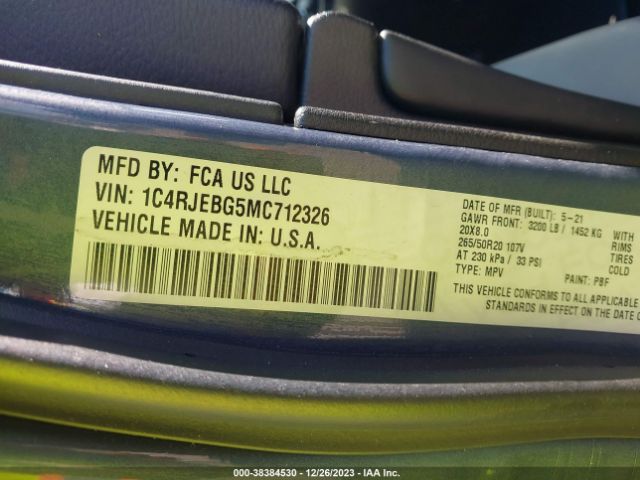 MFD BY: FCA US LLC
VIN: 1C4RJEBG5MC712326
VEHICLE MADE IN: U.S.A.
DATE OF MFR (BUILT): 5-21
GAWR FRONT: 3200 LB / 1452 KG WITH
20X8.0 RIMS
265/50R20 107V TIRES
AT 230 kPa / 33 PSI COLD
TYPE: MPV PAINT: PBF
THIS VEHICLE CONFORMS TO ALL APPLICABLE
STANDARDS IN EFFECT ON THE DATE O
000-38384530 - 12/26/2023 - IAA Inc.